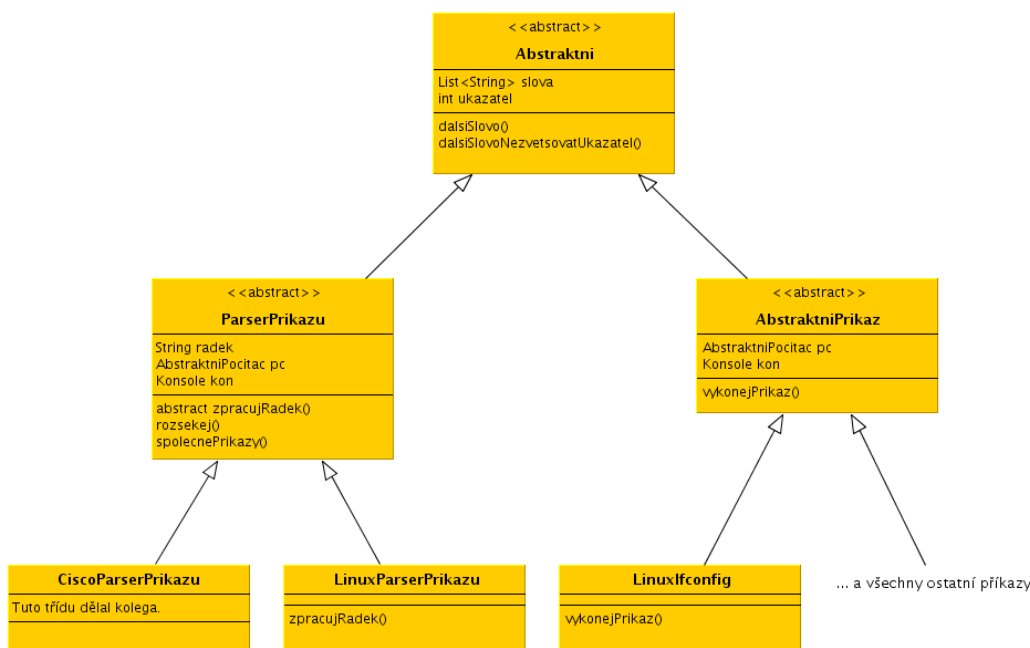 <<abstract>>
Abstraktni
List<String> slova
int ukazatel
dalsiSlovo()
dalsiSlovoNezvetsovatUkazatel()
<<abstract>>
ParserPrikazu
String radek
AbstraktniPocitac pc
Konsole kon
abstract zpracujRadek()
rozsekej()
spolecnePrikazy()
<<abstract>>
AbstraktniPrikaz
AbstraktniPocitac pc
Konsole kon
vykonejPrikaz()
CiscoParserPrikazu
Tuto třídu dělal kolega.
LinuxParserPrikazu
zpracujRadek()
LinuxIfconfig
vykonejPrikaz()
... a všechny ostatní příkazy